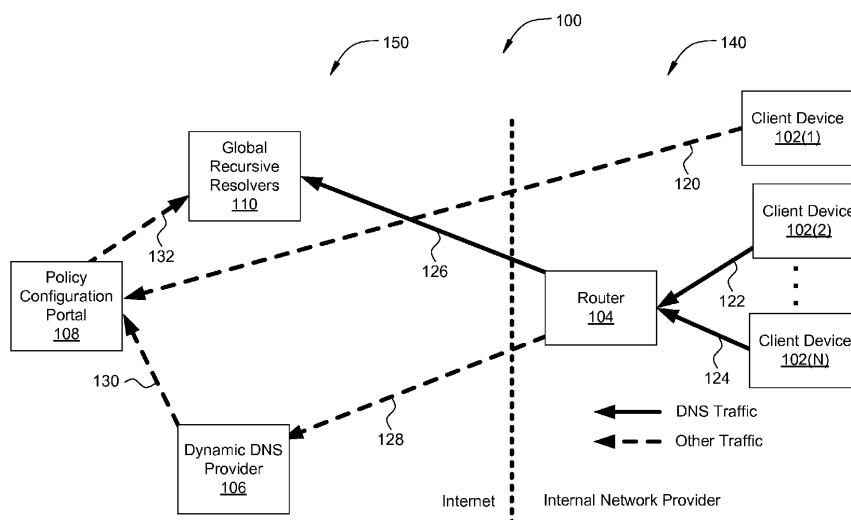 150
100
140
Client Device
102(1)
Global
Recursive
Resolvers
110
120
Client Device
102(2)
132
126
122
Policy
Configuration
Portal
108
Router
104
Client Device
102(N)
130
124
128
DNS Traffic
Other Traffic
Dynamic DNS
Provider
106
Internet
Internal Network Provider